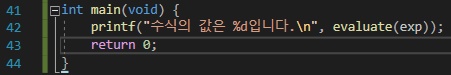 41 int main(void) {
42 printf("수식의 값은 %d입니다.\n", evaluate(exp));
43 return 0;
44 }